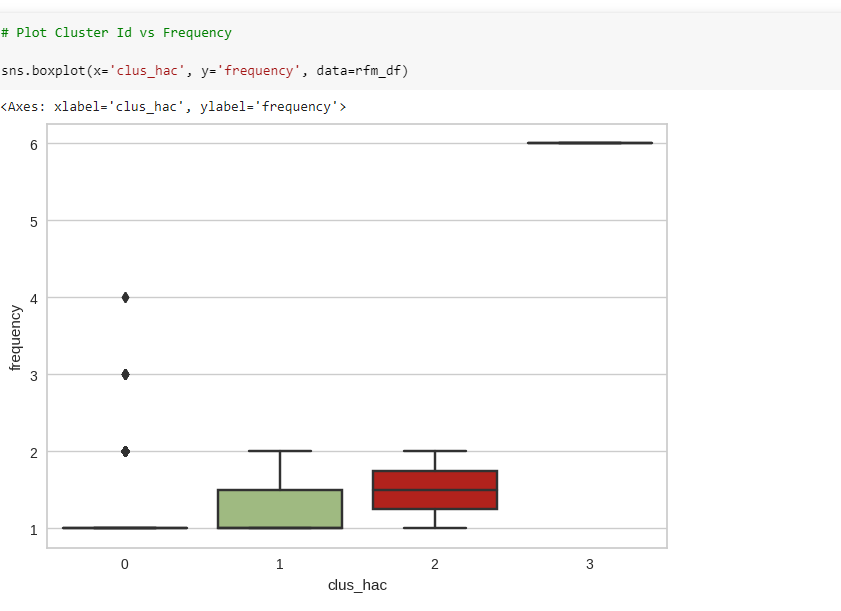 # Plot Cluster Id vs Frequency
sns.boxplot(x='clus_hac', y='frequency', data=rfm_df)
<Axes: xlabel='clus_hac', ylabel='frequency'>
6
5
4
3
2
1
frequency
0 1 2 3
clus_hac